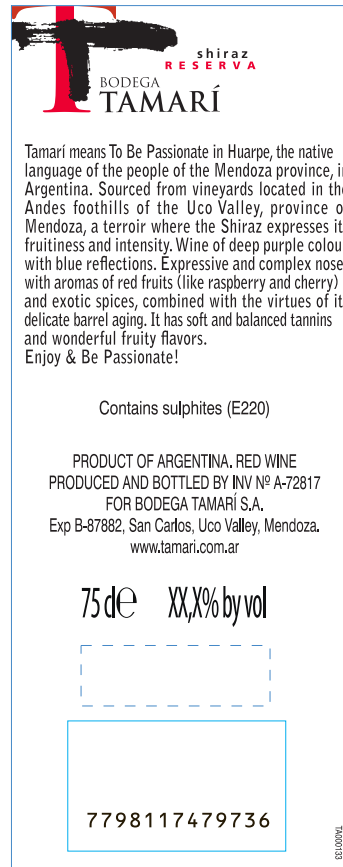 shiraz
RESERVA
BODEGA
TAMARÍ
Tamarí means To Be Passionate in Huarpe, the native
language of the people of the Mendoza province, i
Argentina. Sourced from vineyards located in the
Andes foothills of the Uco Valley, province o
Mendoza, a terroir where the Shiraz expresses it
fruitiness and intensity. Wine of deep purple colou
with blue reflections. Expressive and complex nose
with aromas of red fruits (like raspberry and cherry)
and exotic spices, combined with the virtues of it
delicate barrel aging. It has soft and balanced tannins
and wonderful fruity flavors.
Enjoy & Be Passionate!
Contains sulphites (E220)
PRODUCT OF ARGENTINA. RED WINE
PRODUCED AND BOTTLED BY INV Nº A-72817
FOR BODEGA TAMARÍ S.A.
Exp B-87882, San Carlos, Uco Valley, Mendoza.
www.tamari.com.ar
75 cl℮ XX,X% by vol
7798117479736
TA000133